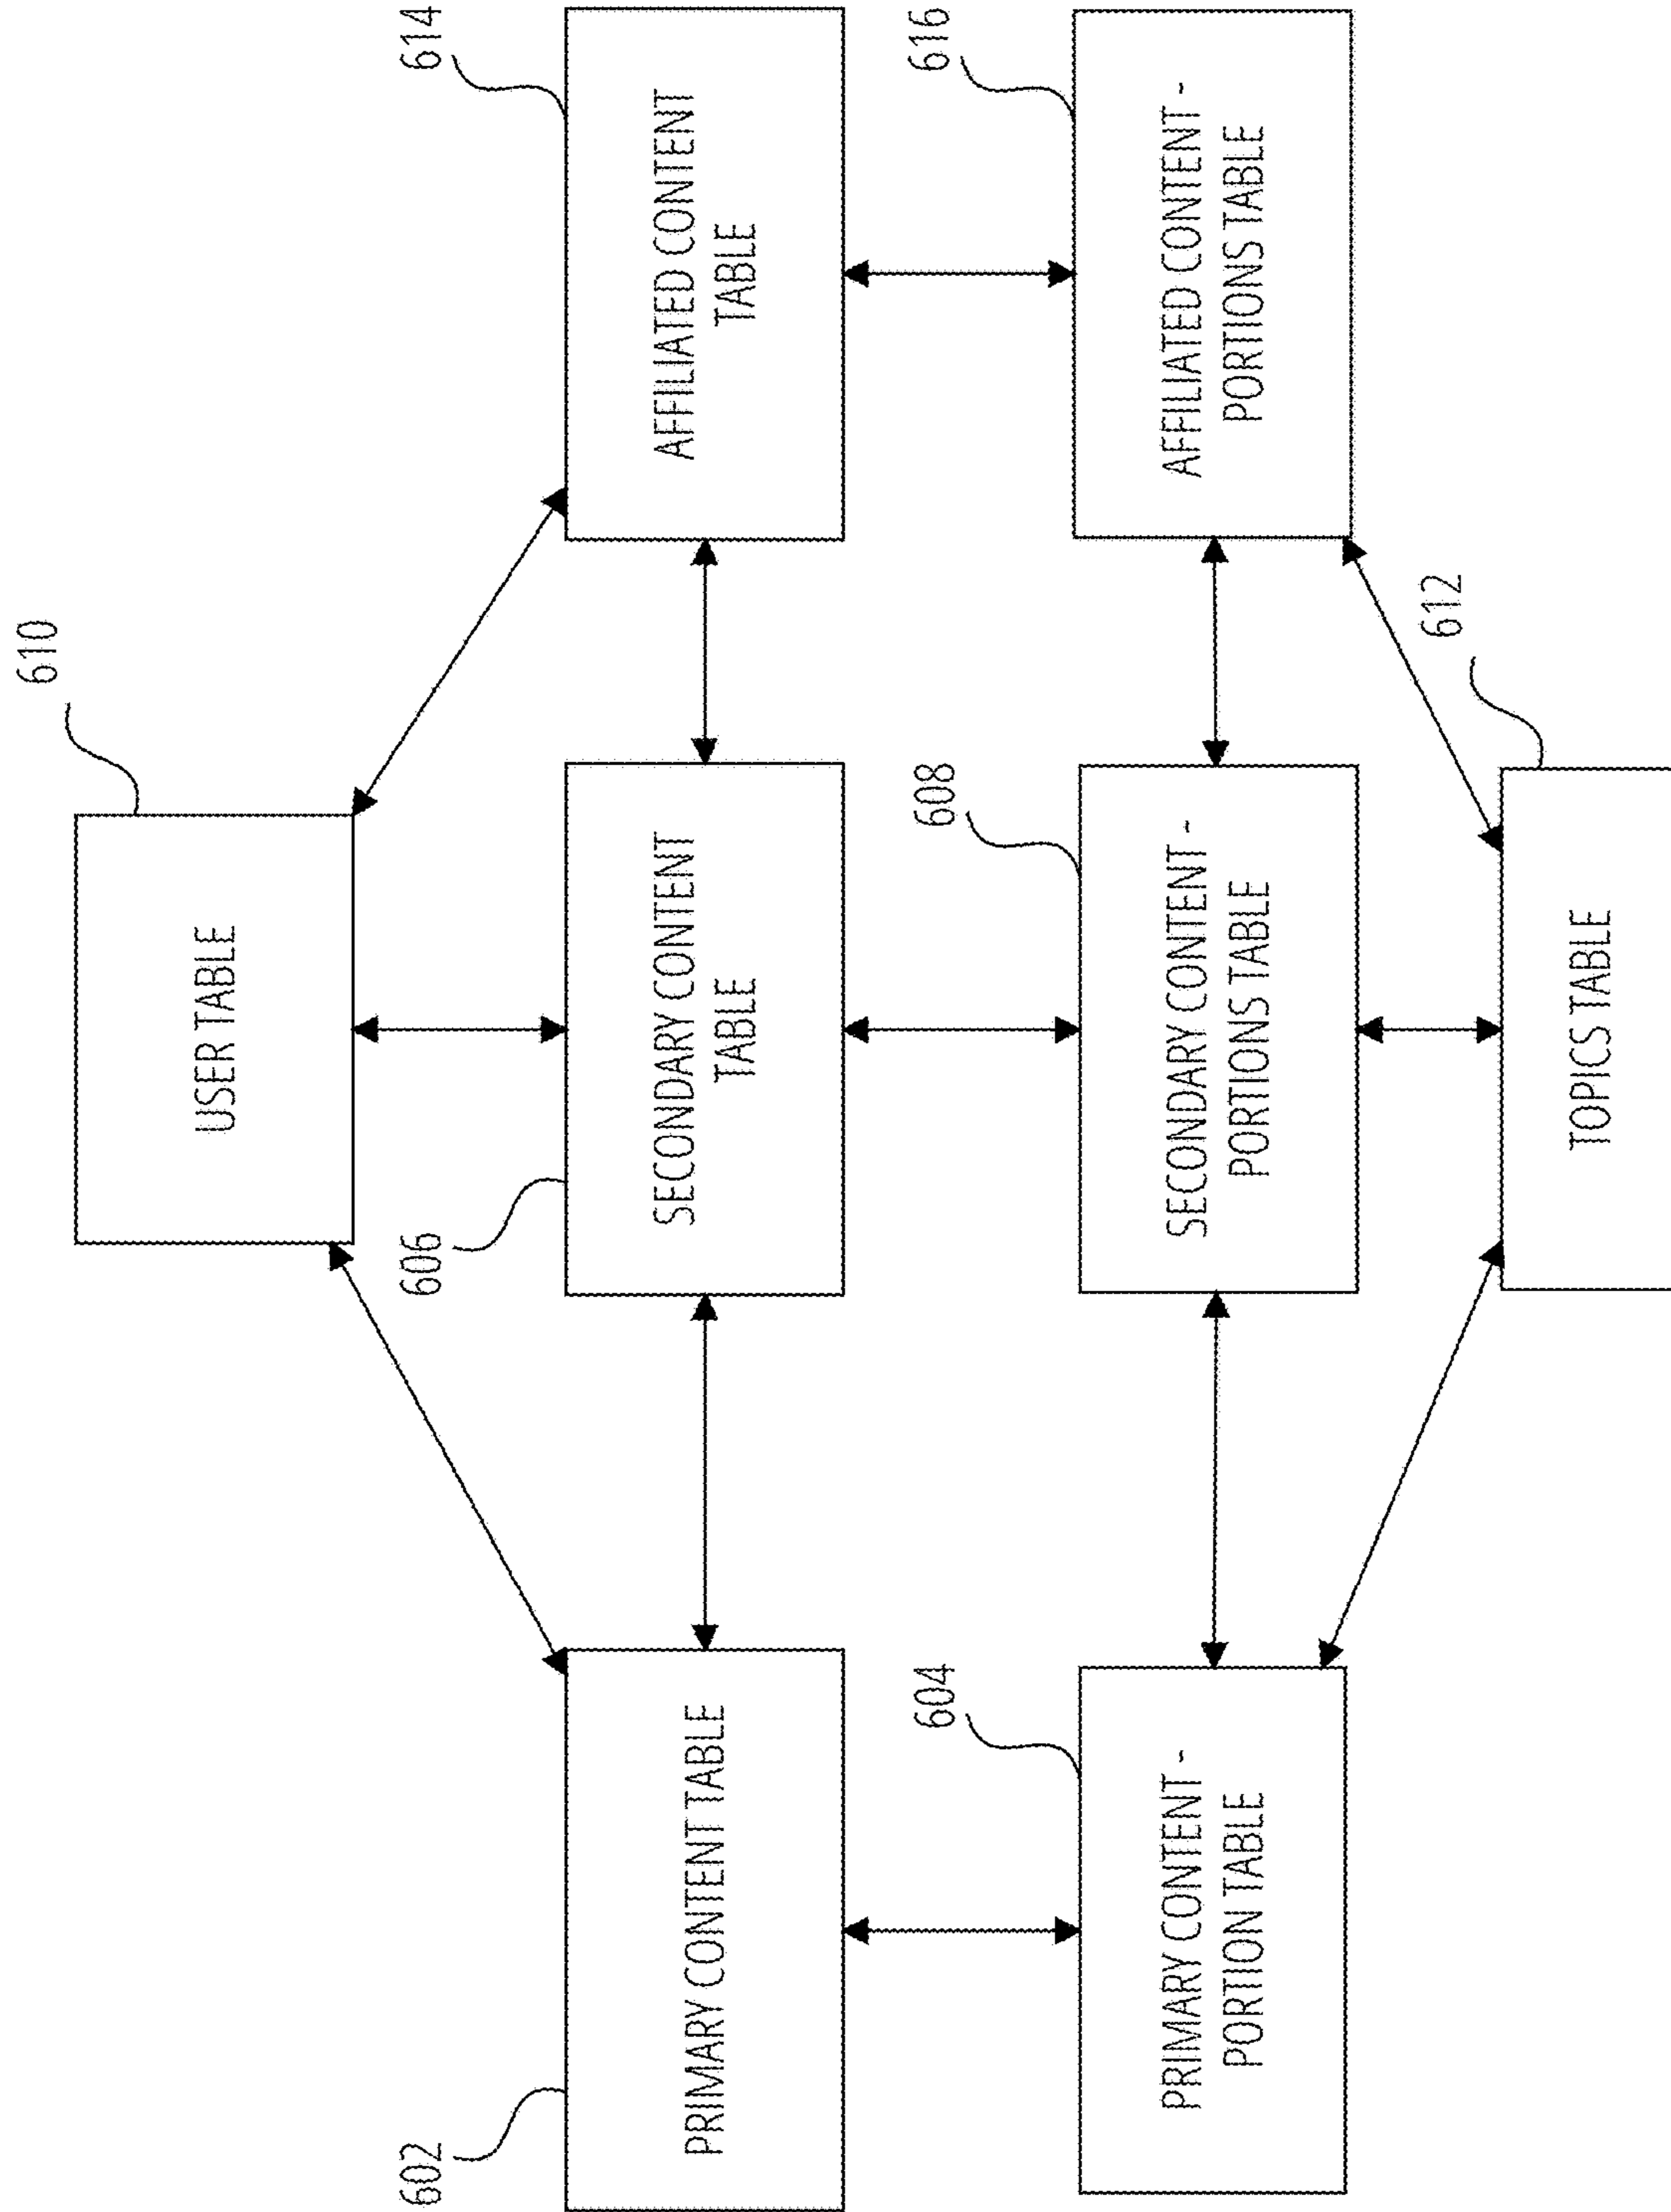 610
USER TABLE
602
PRIMARY CONTENT TABLE
606
SECONDARY CONTENT
TABLE
614
AFFILIATED CONTENT
TABLE
604
PRIMARY CONTENT -
PORTION TABLE
608
SECONDARY CONTENT -
PORTIONS TABLE
616
AFFILIATED CONTENT -
PORTIONS TABLE
612
TOPICS TABLE